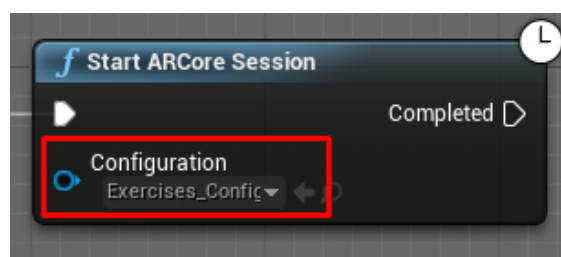 f Start ARCore Session
Completed
Configuration
Exercises_Config